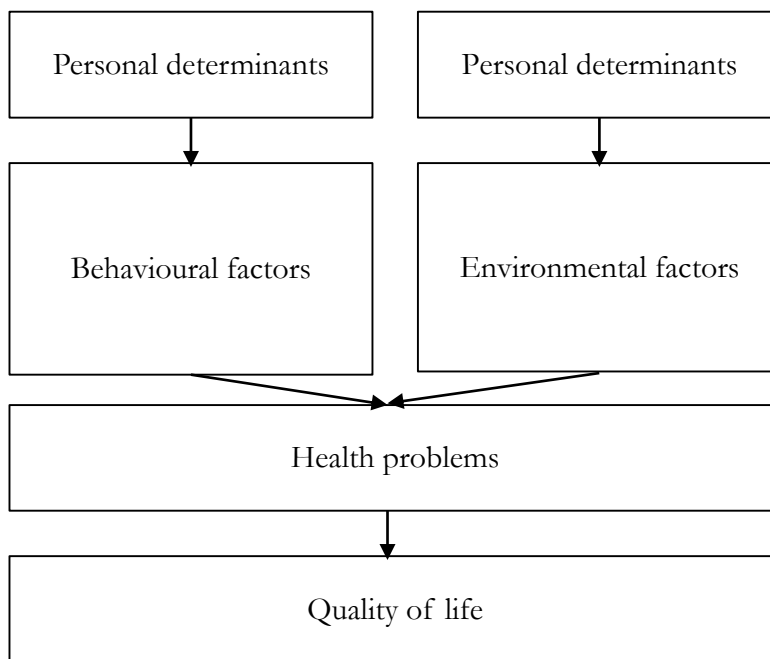 Personal determinants
Personal determinants
Behavioural factors
Environmental factors
Health problems
Quality of life